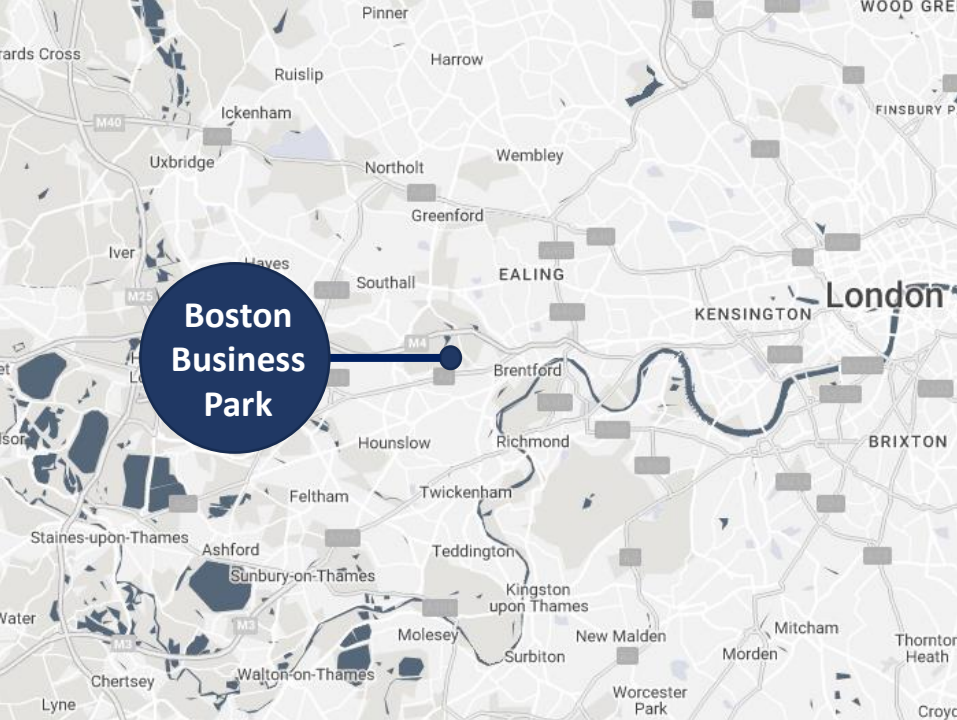 Pinner
WOOD GRE
rards Cross
Harrow
Ruislip
Ickenham
FINSBURY P
M40
Uxbridge
Wembley
Northolt
Greenford
Iver
Hayes
EALING
Southall
M25
London
KENSINGTON
Boston
Business
Park
M4
Brentford
Hounslow
Richmond
BRIXTON
Feltham
Twickenham
Staines-upon-Thames
Ashford
Teddington
Sunbury-on-Thames
Kingston
upon Thames
Water
M3
M3
Molesey
New Malden
Mitcham
Thornton
Heath
Surbiton
Morden
Chertsey
Walton-on-Thames
Worcester
Park
Lyne
Croyd